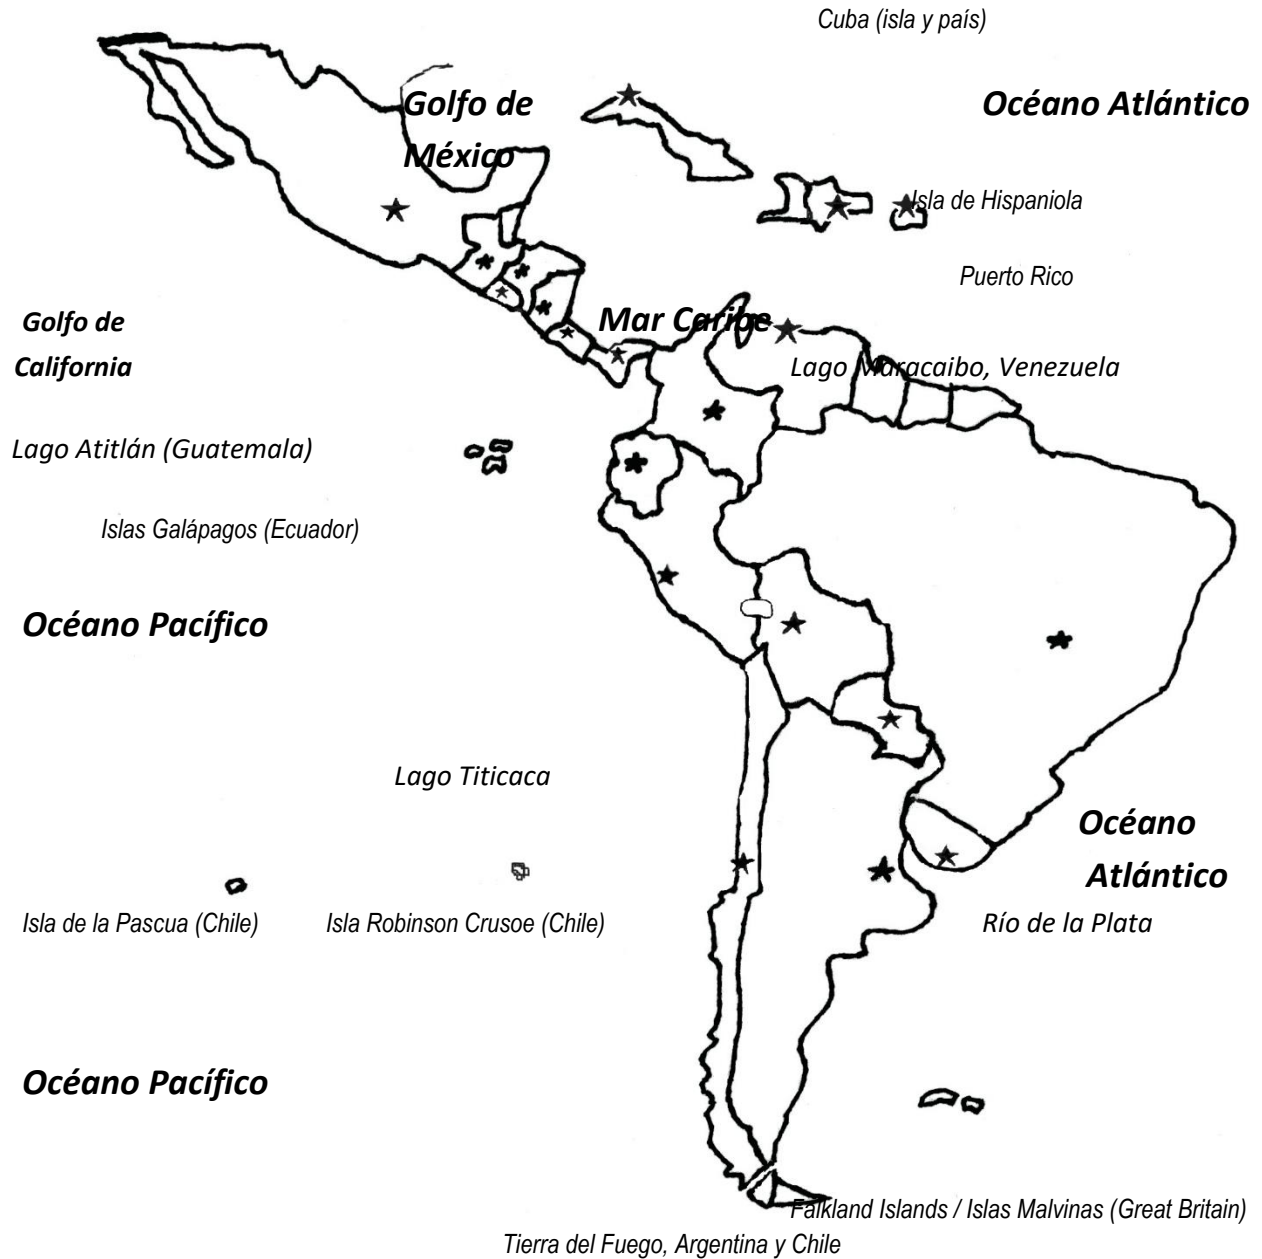 Cuba (isla y país)
Golfo de
México
Océano Atlántico
Isla de Hispaniola
Puerto Rico
Golfo de
California
Mar Caribe
Lago Maracaibo, Venezuela
Lago Atitlán (Guatemala)
Islas Galápagos (Ecuador)
Océano Pacífico
Lago Titicaca
Océano
Atlántico
Isla de la Pascua (Chile)
Isla Robinson Crusoe (Chile)
Río de la Plata
Océano Pacífico
Falkland Islands / Islas Malvinas (Great Britain)
Tierra del Fuego, Argentina y Chile